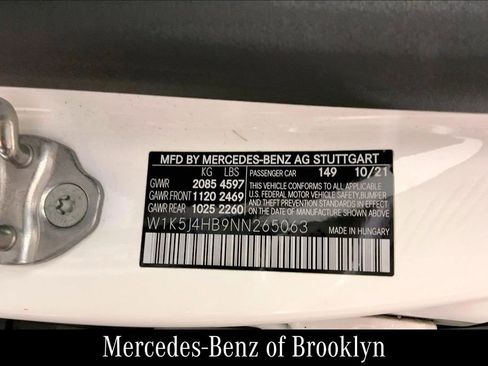 MFD BY MERCEDES-BENZ AG STUTTGART
KG LBS PASSENGER CAR 149 10/21
GVWR 2085 4597 THIS VEHICLE CONFORMS TO ALL APPLICABLE
GAWR FRONT 1120 2469 U.S. FEDERAL MOTOR VEHICLE SAFETY, BUMPER
GAWR REAR 1025 2260 AND THEFT PREVENTION STANDARDS IN EFFECT
ON THE DATE OF MANUFACTURE SHOWN ABOVE.
W1K5J4HB9NN265063 MADE IN HUNGARY
Mercedes-Benz of Brooklyn